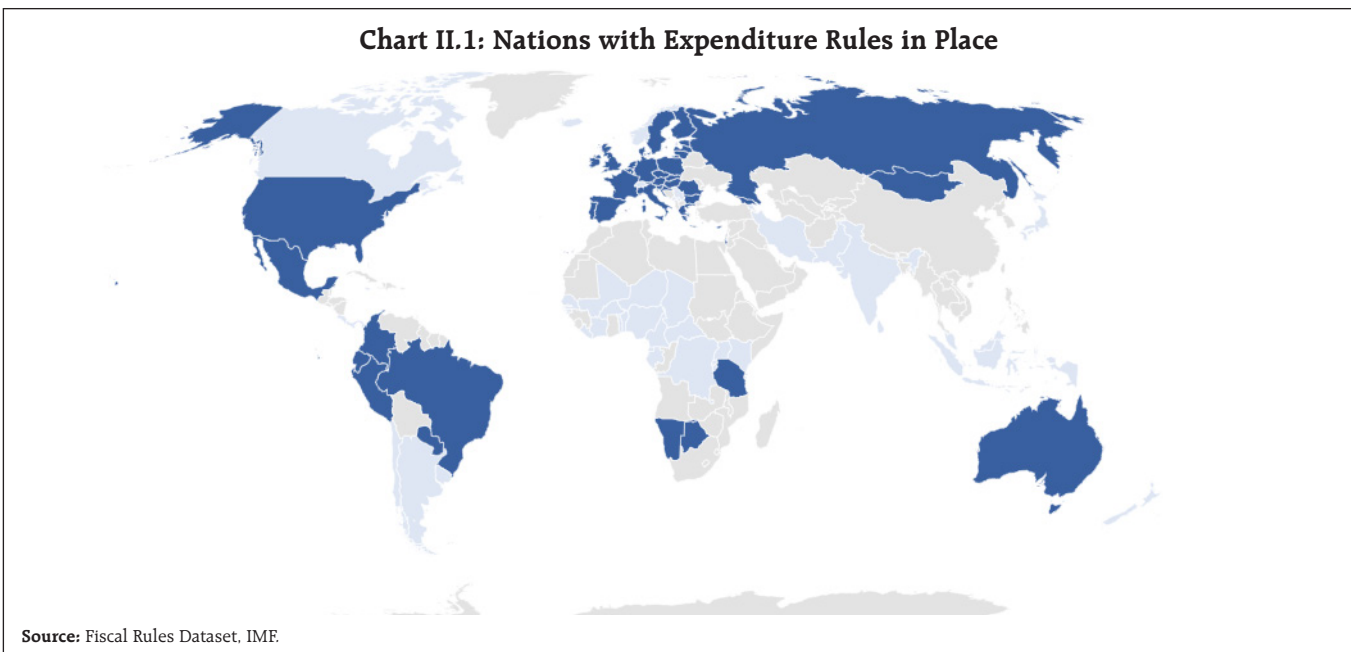 Chart II.1: Nations with Expenditure Rules in Place
Source: Fiscal Rules Dataset, IMF.